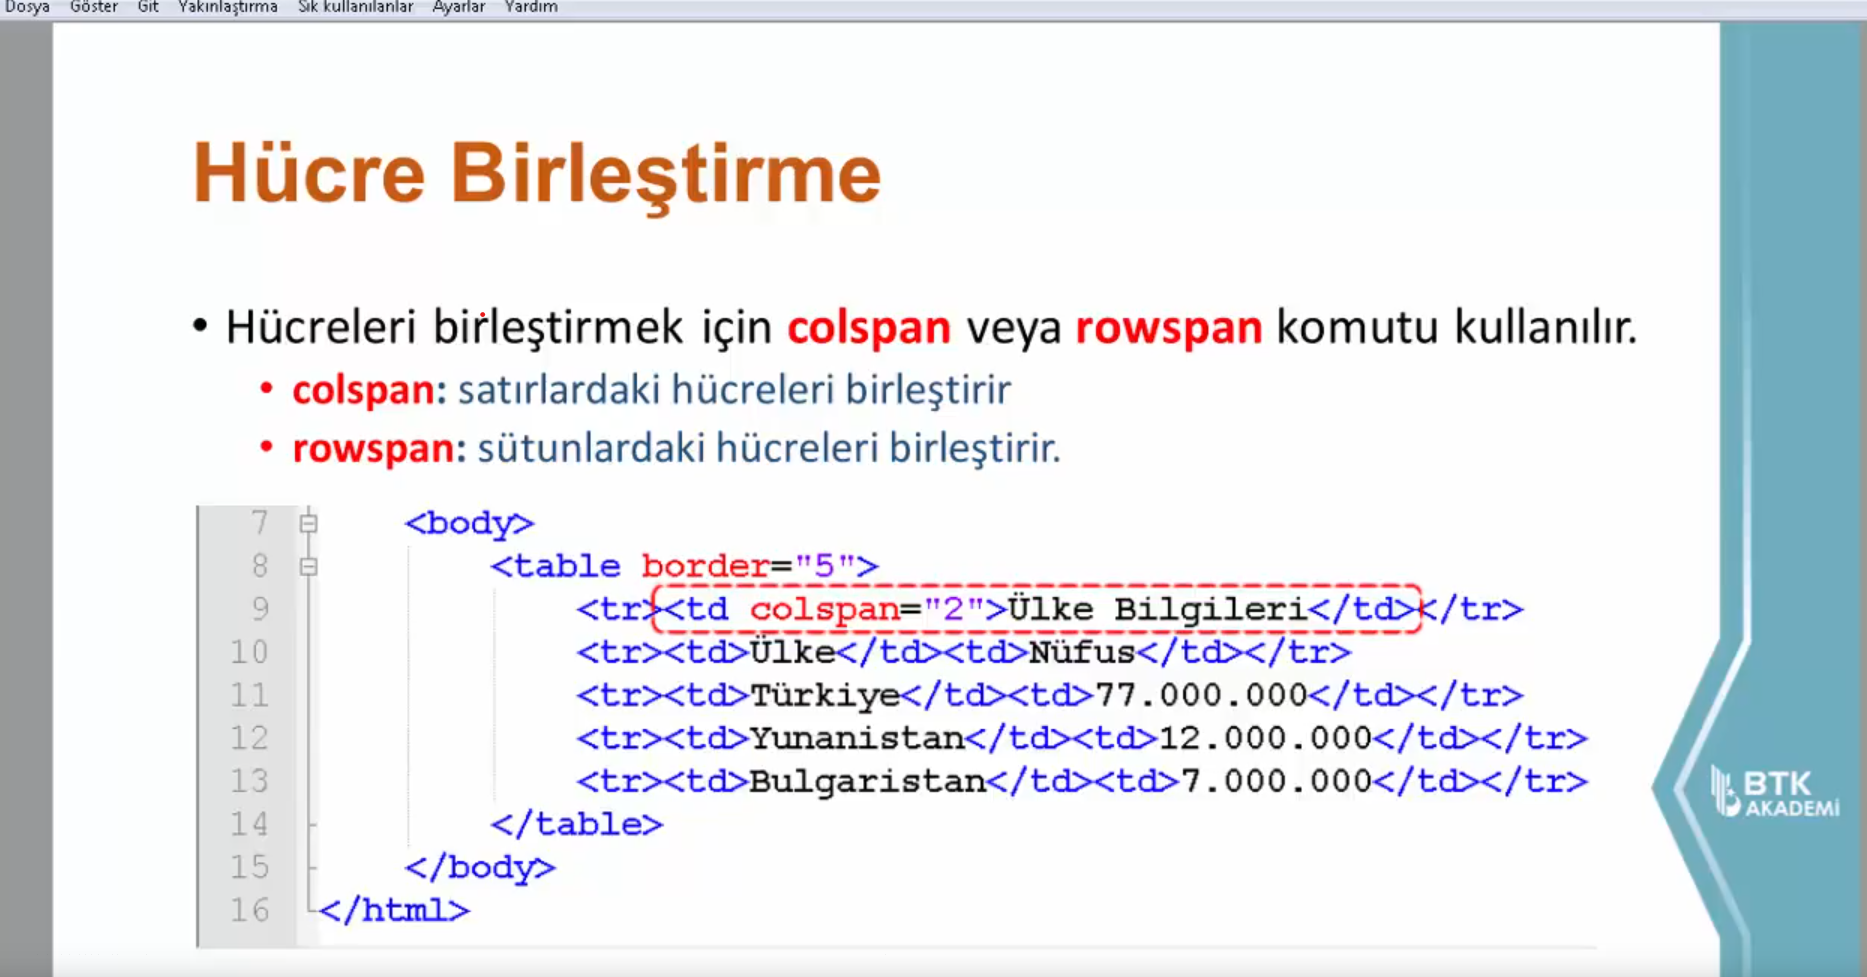 Dosya Göster Git Yakınlaştırma Sık kullanılanlar Ayarlar Yardım
Hücre Birleştirme
• Hücreleri birleştirmek için colspan veya rowspan komutu kullanılır.
• colspan: satırlardaki hücreleri birleştirir
• rowspan: sütunlardaki hücreleri birleştirir.
7 <body>
8 <table border="5">
9 <tr><td colspan="2">Ülke Bilgileri</td></tr>
10 <tr><td>Ülke</td><td>Nüfus</td></tr>
11 <tr><td>Türkiye</td><td>77.000.000</td></tr>
12 <tr><td>Yunanistan</td><td>12.000.000</td></tr>
13 <tr><td>Bulgaristan</td><td>7.000.000</td></tr>
14 </table>
15 </body>
16 </html>
BTK
AKADEMİ